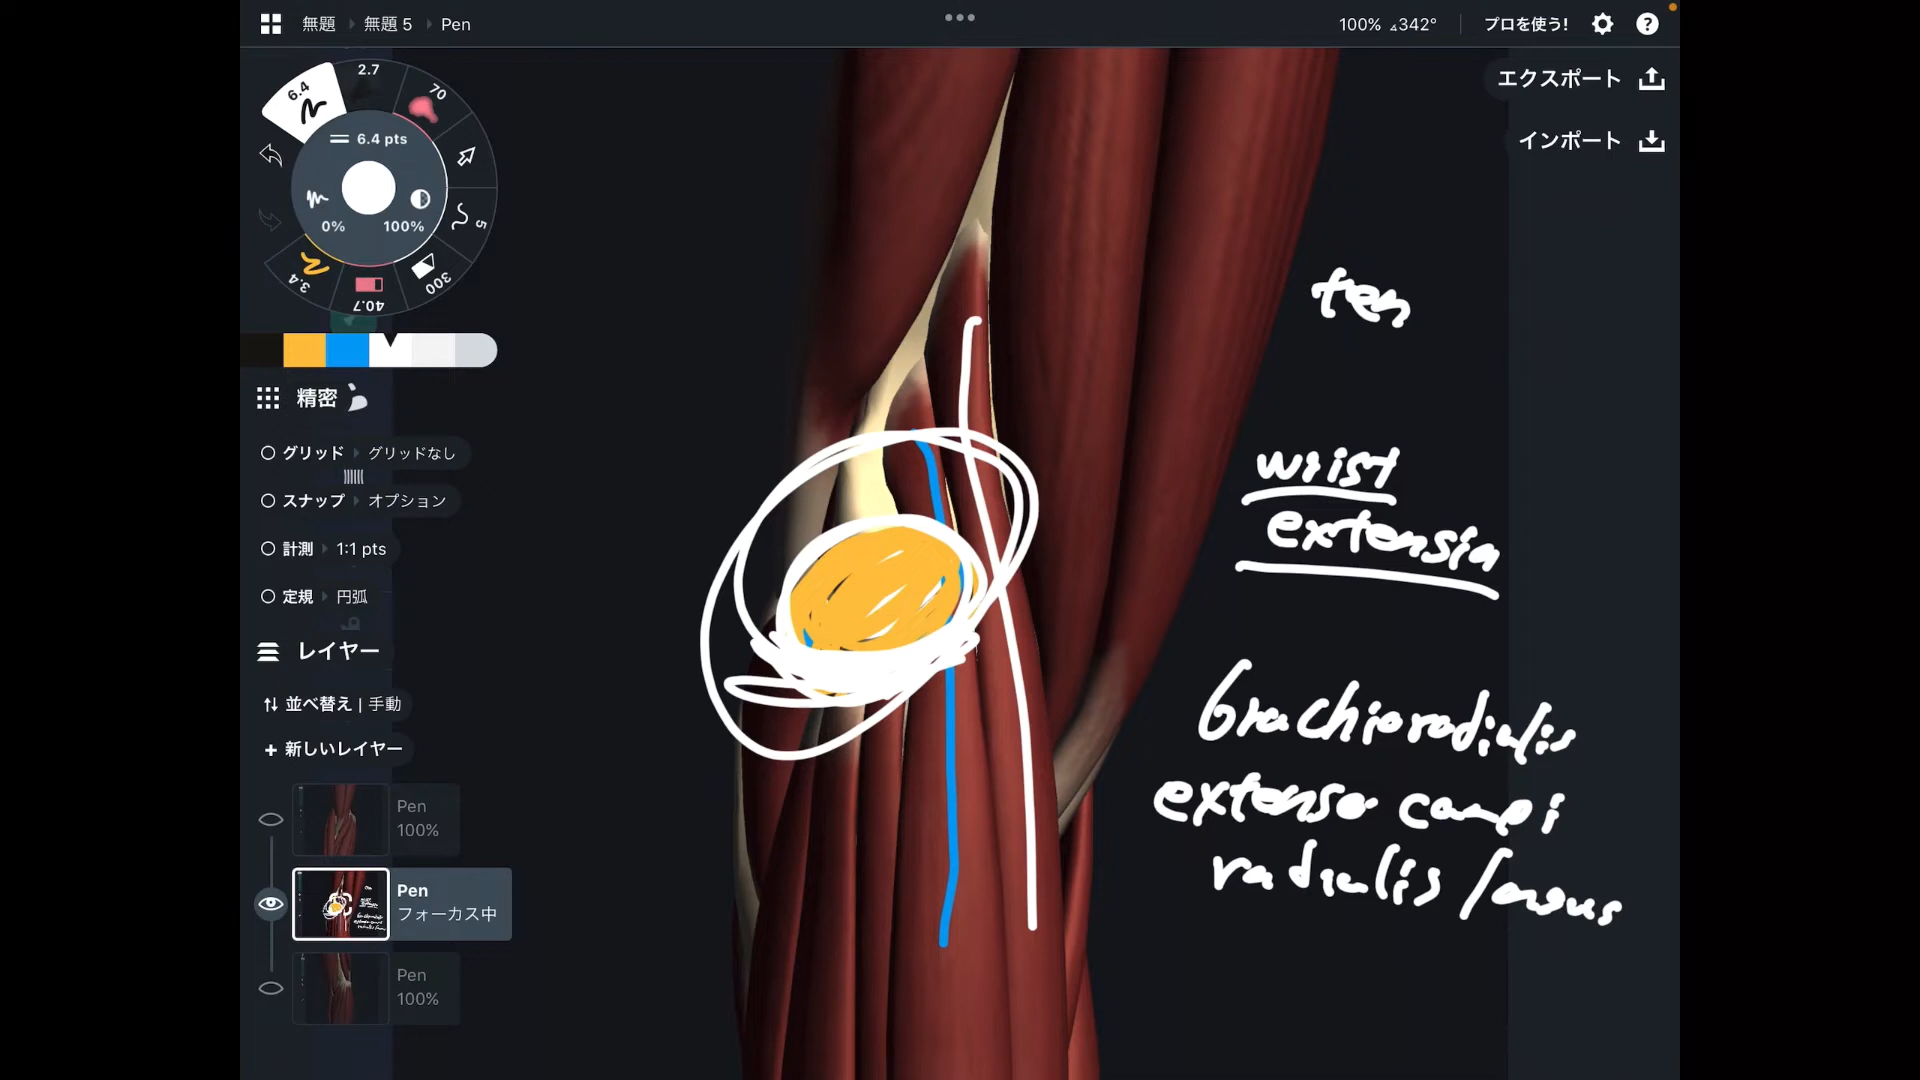 無題 無題 5 Pen
100% 342°
プロを使う!
エクスポート
インポート
2.7
6.4
70
6.4 pts
0% 100%
5
300
40.7
3.4
精密
グリッド グリッドなし
スナップ オプション
計測 1:1 pts
定規 円弧
レイヤー
並べ替え | 手動
+ 新しいレイヤー
Pen
100%
Pen
フォーカス中
Pen
100%
wrist
brachioradialis
radialis